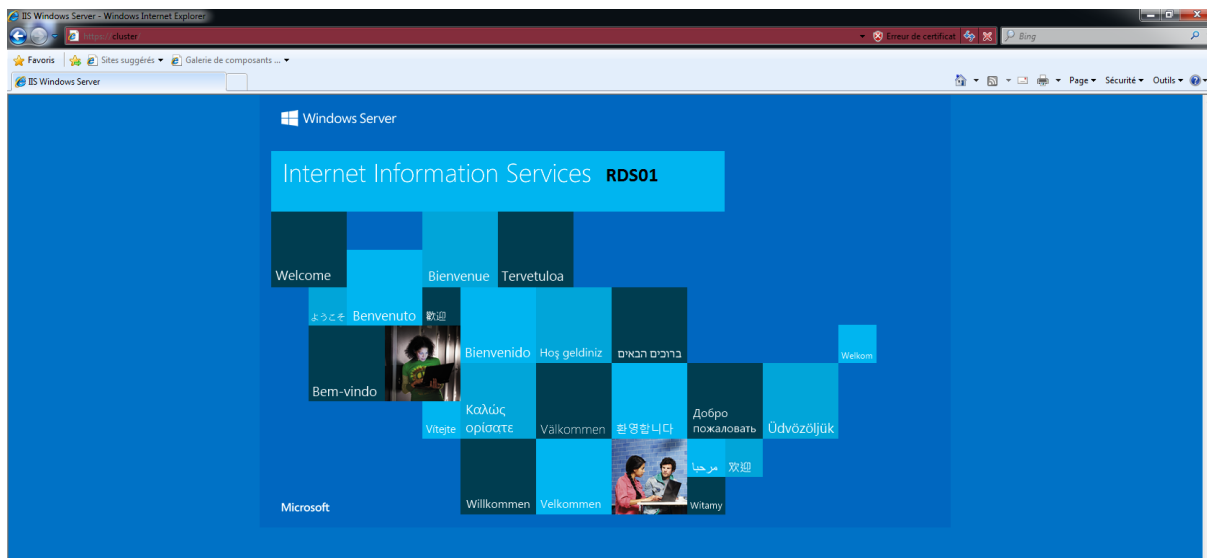 IIS Windows Server - Windows Internet Explorer
https://cluster
Erreur de certificat
Bing
Favoris
Sites suggérés
Galerie de composants ...
IIS Windows Server
Page
Sécurité
Outils
Windows Server
Internet Information Services RDS01
Welcome
Bienvenue
Tervetuloa
ようこそ
Benvenuto
歡迎
Bienvenido
Hoş geldiniz
ברוכים הבאים
Welkom
Bem-vindo
Vítejte
Καλώς
ορίσατε
Välkommen
환영합니다
Добро
пожаловать
Üdvözöljük
مرحبا
欢迎
Microsoft
Willkommen
Velkommen
Witamy